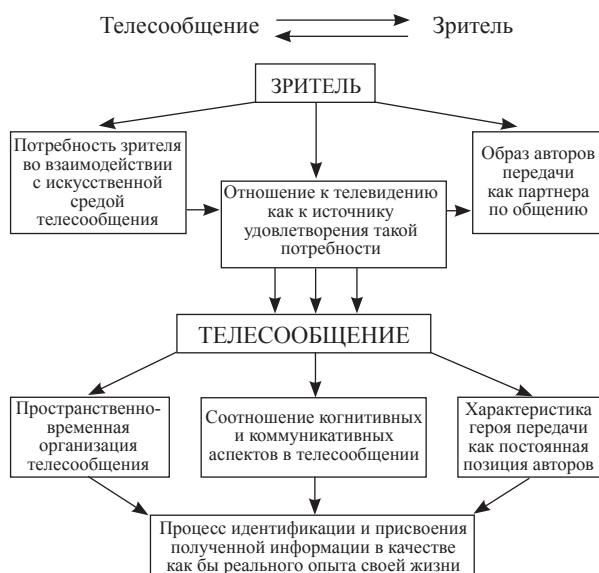 Телесообщение Зритель
ЗРИТЕЛЬ
Потребность зрителя
во взаимодействии
с искусственной
средой
телесообщения
Отношение к телевидению
как к источнику
удовлетворения такой
потребности
Образ авторов
передачи
как партнера
по общению
ТЕЛЕСООБЩЕНИЕ
Пространственно-
временная
организация
телесообщения
Соотношение когнитивных
и коммуникативных
аспектов в телесообщении
Характеристика
героя передачи
как постоянная
позиция авторов
Процесс идентификации и присвоения
полученной информации в качестве
как бы реального опыта своей жизни